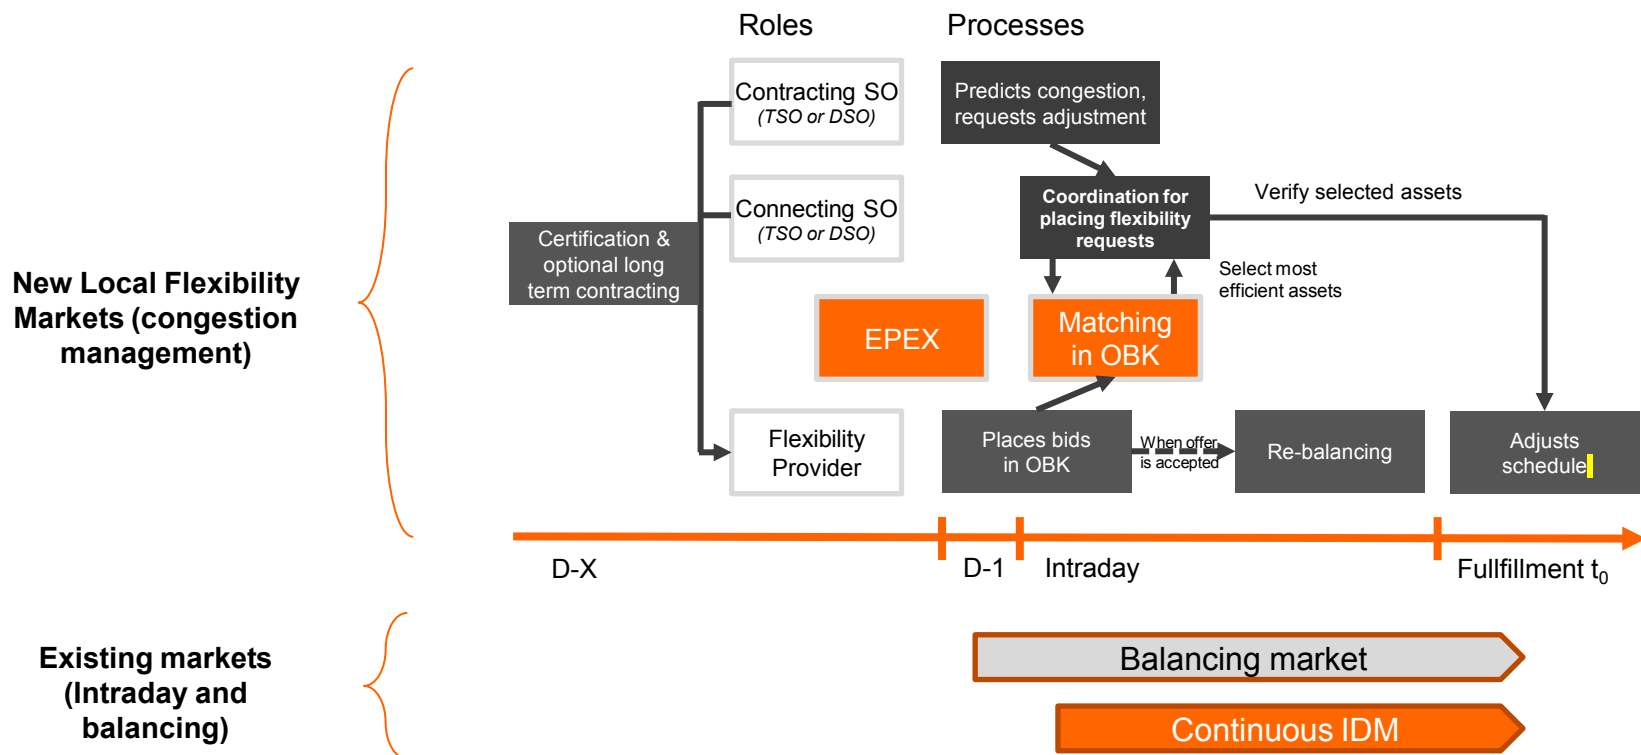 Roles
Processes
Contracting SO
(TSO or DSO)
Predicts congestion,
requests adjustment
Connecting SO
(TSO or DSO)
Coordination for
placing flexibility
requests
Verify selected assets
Certification &
optional long
term contracting
Select most
efficient assets
New Local Flexibility
Markets (congestion
management)
EPEX
Matching
in OBK
Flexibility
Provider
Places bids
in OBK
When offer
is accepted
Re-balancing
Adjusts
schedule
D-X
D-1
Intraday
Fullfillment t0
Existing markets
(Intraday and
balancing)
Balancing market
Continuous IDM